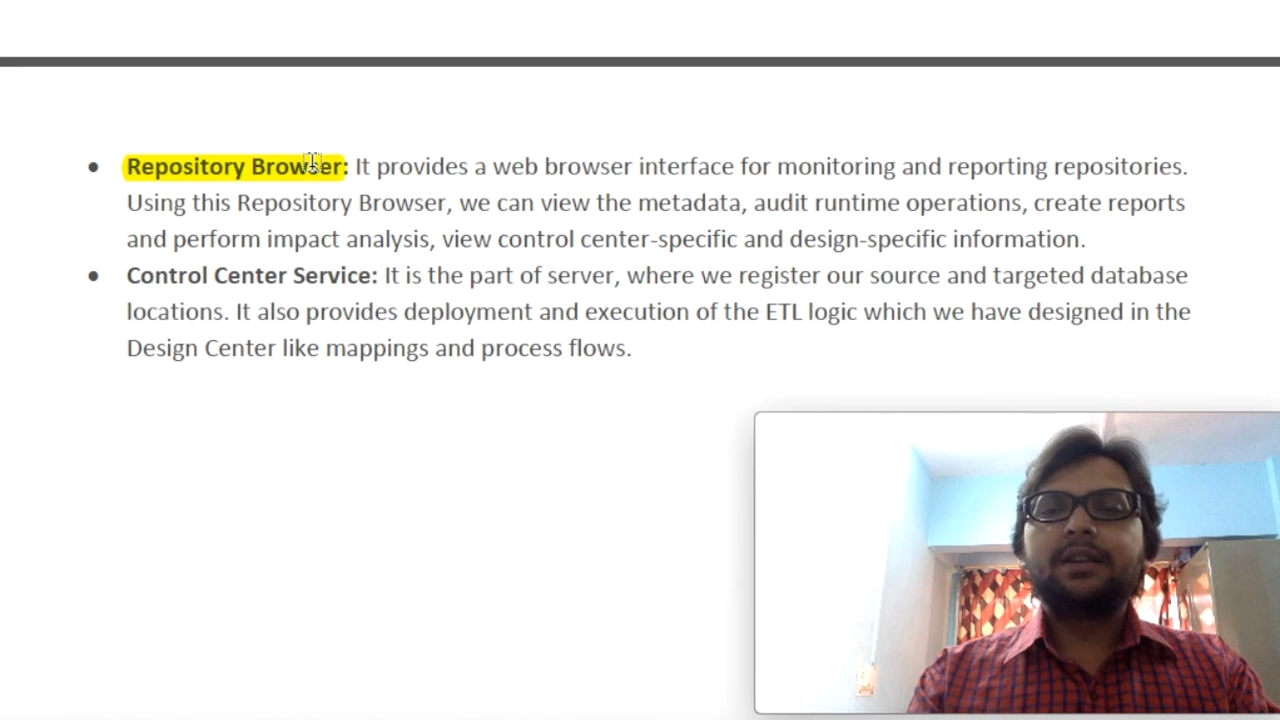 Repository Browser: It provides a web browser interface for monitoring and reporting repositories.
Using this Repository Browser, we can view the metadata, audit runtime operations, create reports
and perform impact analysis, view control center-specific and design-specific information.
Control Center Service: It is the part of server, where we register our source and targeted database
locations. It also provides deployment and execution of the ETL logic which we have designed in the
Design Center like mappings and process flows.